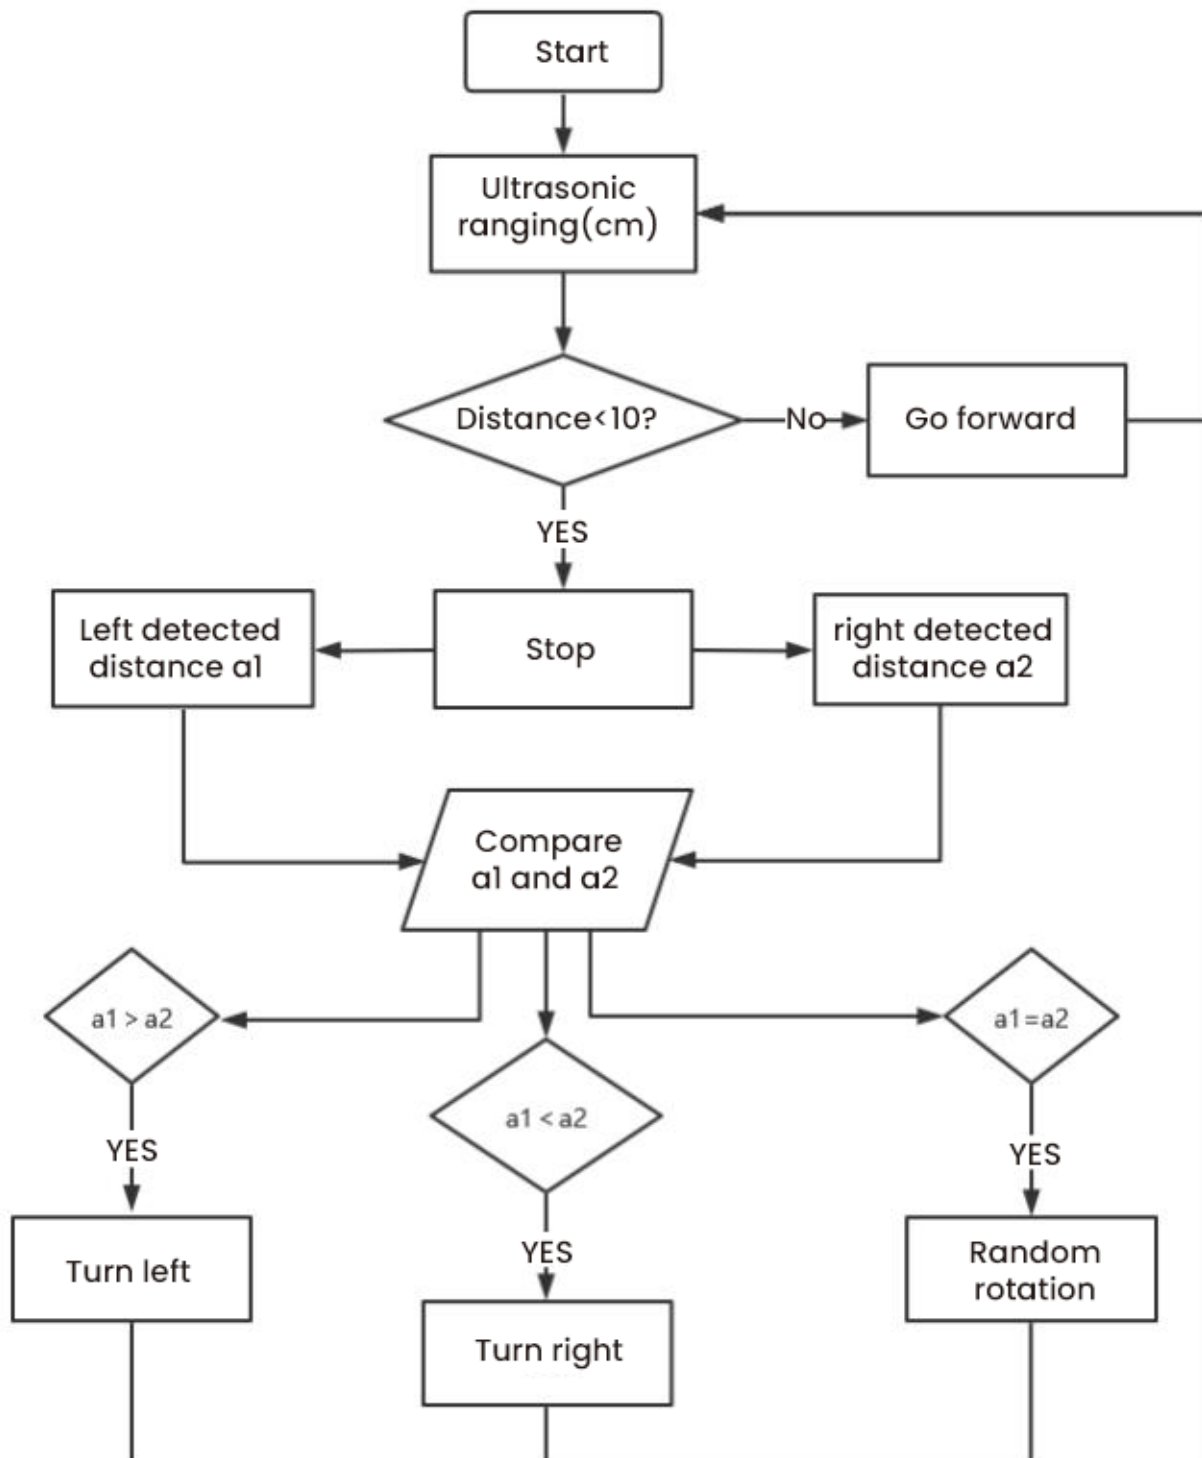 Start
Ultrasonic
ranging(cm)
Distance<10?
No
Go forward
YES
Left detected
distance a1
Stop
right detected
distance a2
Compare
a1 and a2
a1 > a2
a1 < a2
a1=a2
YES
YES
YES
Turn left
Turn right
Random
rotation